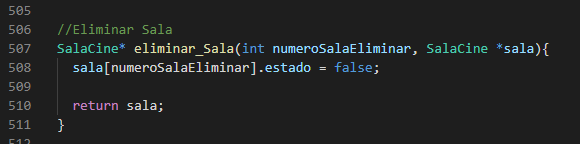 505
506 //Eliminar Sala
507 SalaCine* eliminar_Sala(int numeroSalaEliminar, SalaCine *sala){
508 sala[numeroSalaEliminar].estado = false;
509
510 return sala;
511 }
512